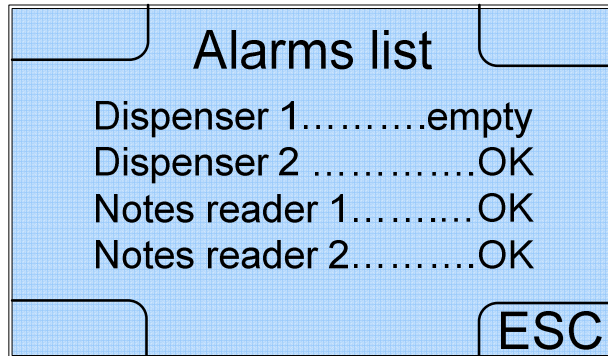 Alarms list
Dispenser 1..........empty
Dispenser 2 .............OK
Notes reader 1..........OK
Notes reader 2..........OK
ESC